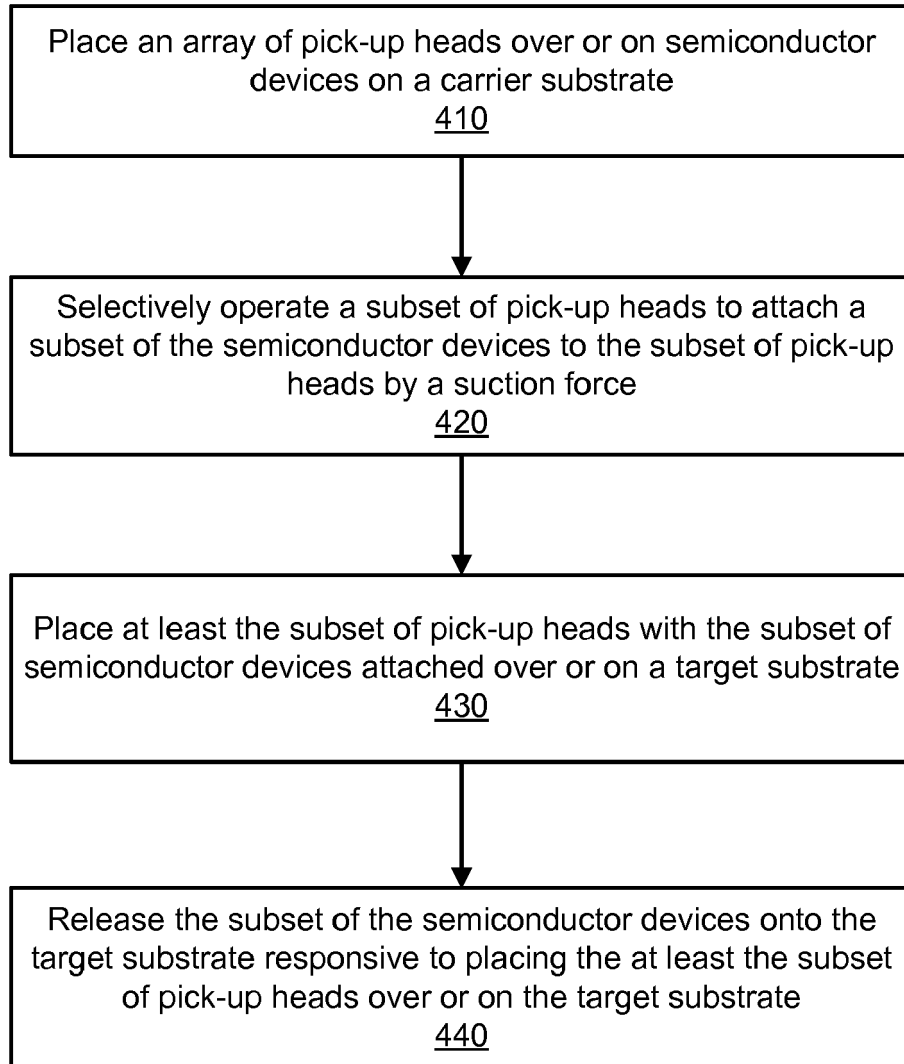 Place an array of pick-up heads over or on semiconductor
devices on a carrier substrate
410
Selectively operate a subset of pick-up heads to attach a
subset of the semiconductor devices to the subset of pick-up
heads by a suction force
420
Place at least the subset of pick-up heads with the subset of
semiconductor devices attached over or on a target substrate
430
Release the subset of the semiconductor devices onto the
target substrate responsive to placing the at least the subset
of pick-up heads over or on the target substrate
440